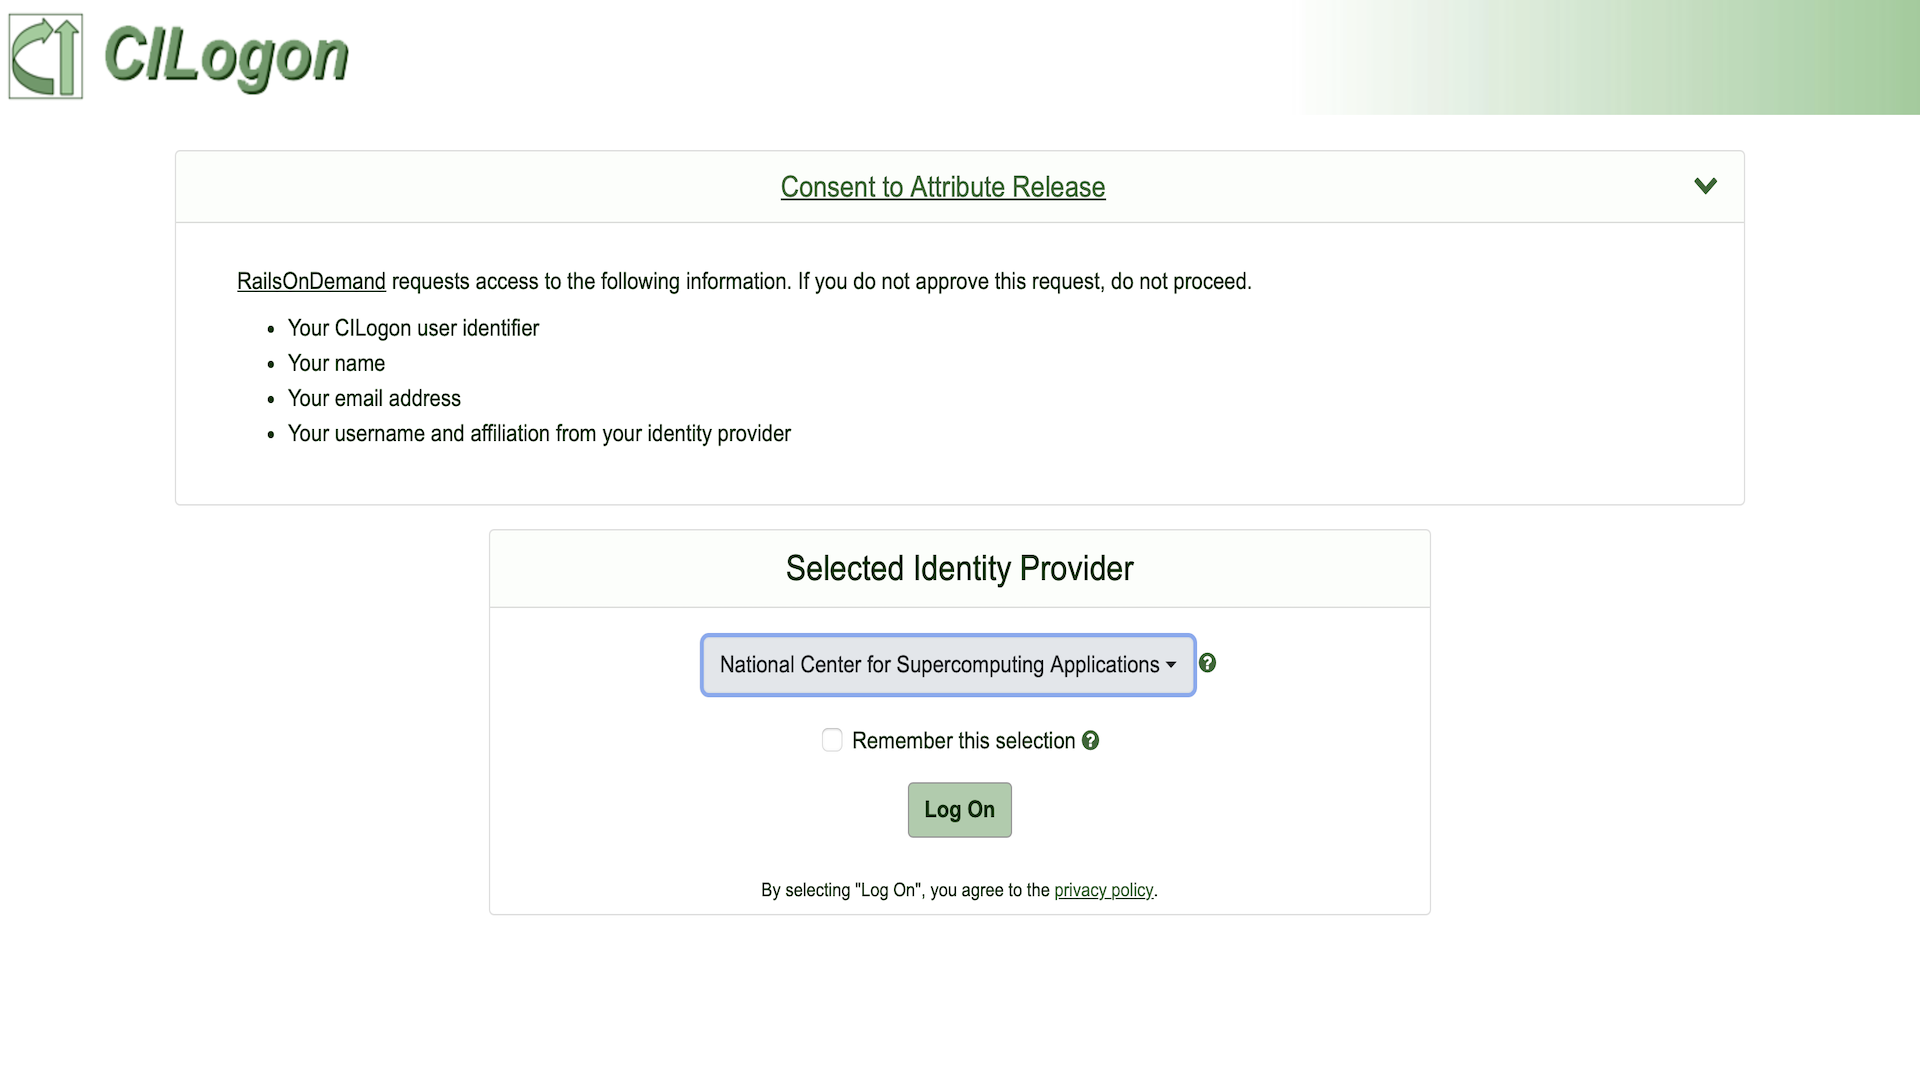 CILogon
Consent to Attribute Release
RailsOnDemand requests access to the following information. If you do not approve this request, do not proceed.
• Your CILogon user identifier
• Your name
• Your email address
• Your username and affiliation from your identity provider
Selected Identity Provider
National Center for Supercomputing Applications
Remember this selection
Log On
By selecting "Log On", you agree to the privacy policy.